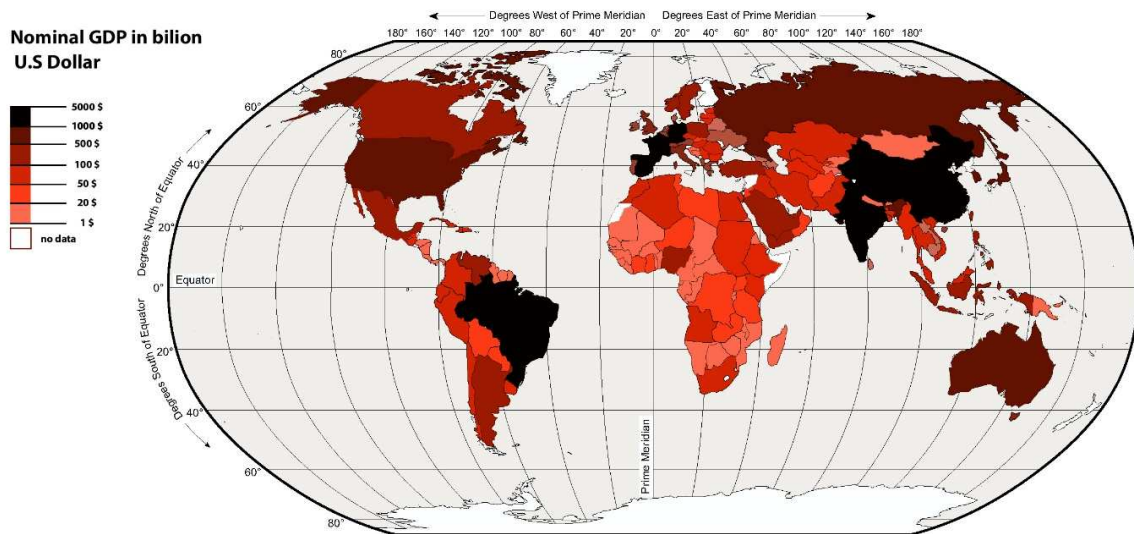 Degrees West of Prime Meridian Degrees East of Prime Meridian
180° 160° 140° 120° 100° 80° 60° 40° 20° 0° 20° 40° 60° 80° 100° 120° 140° 160° 180°
Nominal GDP in bilion
U.S Dollar
5000 $
1000 $
500 $
100 $
50 $
20 $
1 $
no data
80°
60°
40°
20°
0°
20°
40°
60°
80°
Degrees North of Equator
Equator
Degrees South of Equator
Prime Meridian